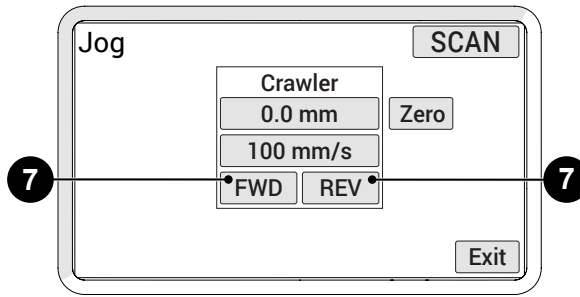 Jog SCAN
Crawler
0.0 mm Zero
100 mm/s
7 FWD REV 7
Exit